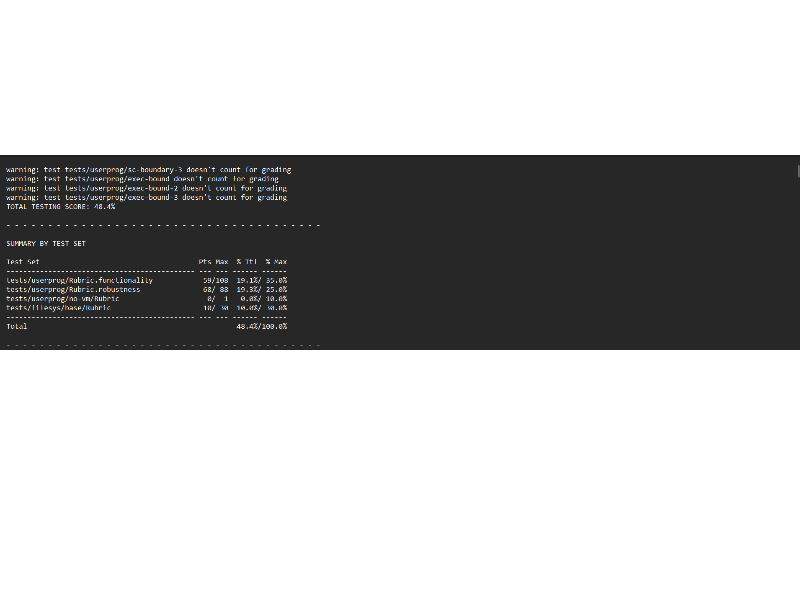 warning: test tests/userprog/sc-boundary-3 doesn't count for grading
warning: test tests/userprog/exec-bound doesn't count for grading
warning: test tests/userprog/exec-bound-2 doesn't count for grading
warning: test tests/userprog/exec-bound-3 doesn't count for grading
TOTAL TESTING SCORE: 48.4%
- - - - - - - - - - - - - - - - - - - - - - - - - - - - - - - - - - - - - -
SUMMARY BY TEST SET
Test Set Pts Max % Ttl % Max
--------------------------------------------- --- --- ------ ------
tests/userprog/Rubric.functionality 59/108 19.1%/ 35.0%
tests/userprog/Rubric.robustness 68/ 88 19.3%/ 25.0%
tests/userprog/no-vm/Rubric 0/ 1 0.0%/ 10.0%
tests/filesys/base/Rubric 10/ 30 10.0%/ 30.0%
--------------------------------------------- --- --- ------ ------
Total 48.4%/100.0%
- - - - - - - - - - - - - - - - - - - - - - - - - - - - - - - - - - - - - -